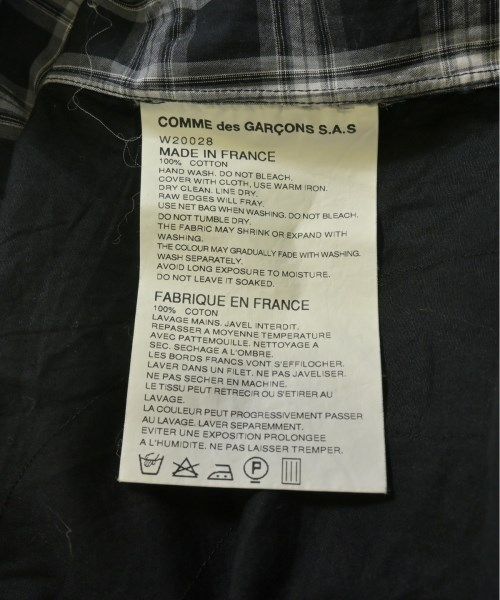 COMME des GARÇONS S.A.S
W20028
MADE IN FRANCE
100% COTTON
HAND WASH. DO NOT BLEACH.
COVER WITH CLOTH, USE WARM IRON.
DRY CLEAN. LINE DRY.
RAW EDGES WILL FRAY.
USE NET BAG WHEN WASHING. DO NOT BLEACH.
DO NOT TUMBLE DRY.
THE FABRIC MAY SHRINK OR EXPAND WITH
WASHING.
THE COLOUR MAY GRADUALLY FADE WITH WASHING.
WASH SEPARATELY.
AVOID LONG EXPOSURE TO MOISTURE.
DO NOT LEAVE IT SOAKED.
FABRIQUE EN FRANCE
100% COTON
LAVAGE MAINS. JAVEL INTERDIT.
REPASSER A MOYENNE TEMPERATURE
AVEC PATTEMOUILLE. NETTOYAGE A
SEC. SECHAGE A L'OMBRE.
LES BORDS FRANCS VONT S'EFFILOCHER.
LAVER DANS UN FILET. NE PAS JAVELISER.
NE PAS SECHER EN MACHINE.
LE TISSU PEUT RETRECIR OU S'ETIRER AU
LAVAGE.
LA COULEUR PEUT PROGRESSIVEMENT PASSER
AU LAVAGE. LAVER SEPAREMMENT.
EVITER UNE EXPOSITION PROLONGEE
A L'HUMIDITE. NE PAS LAISSER TREMPER.
P